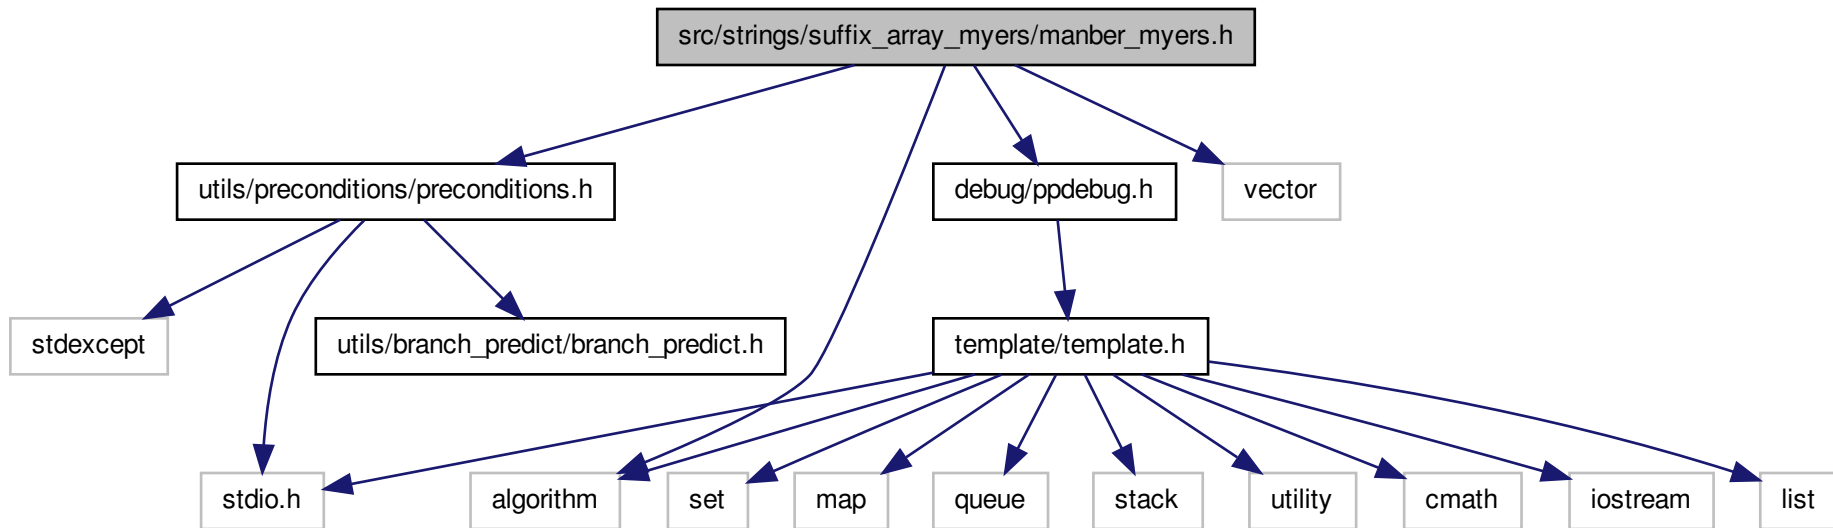 src/strings/suffix_array_myers/manber_myers.h
utils/preconditions/preconditions.h
debug/ppdebug.h
vector
stdexcept
utils/branch_predict/branch_predict.h
template/template.h
stdio.h
algorithm
set
map
queue
stack
utility
cmath
iostream
list